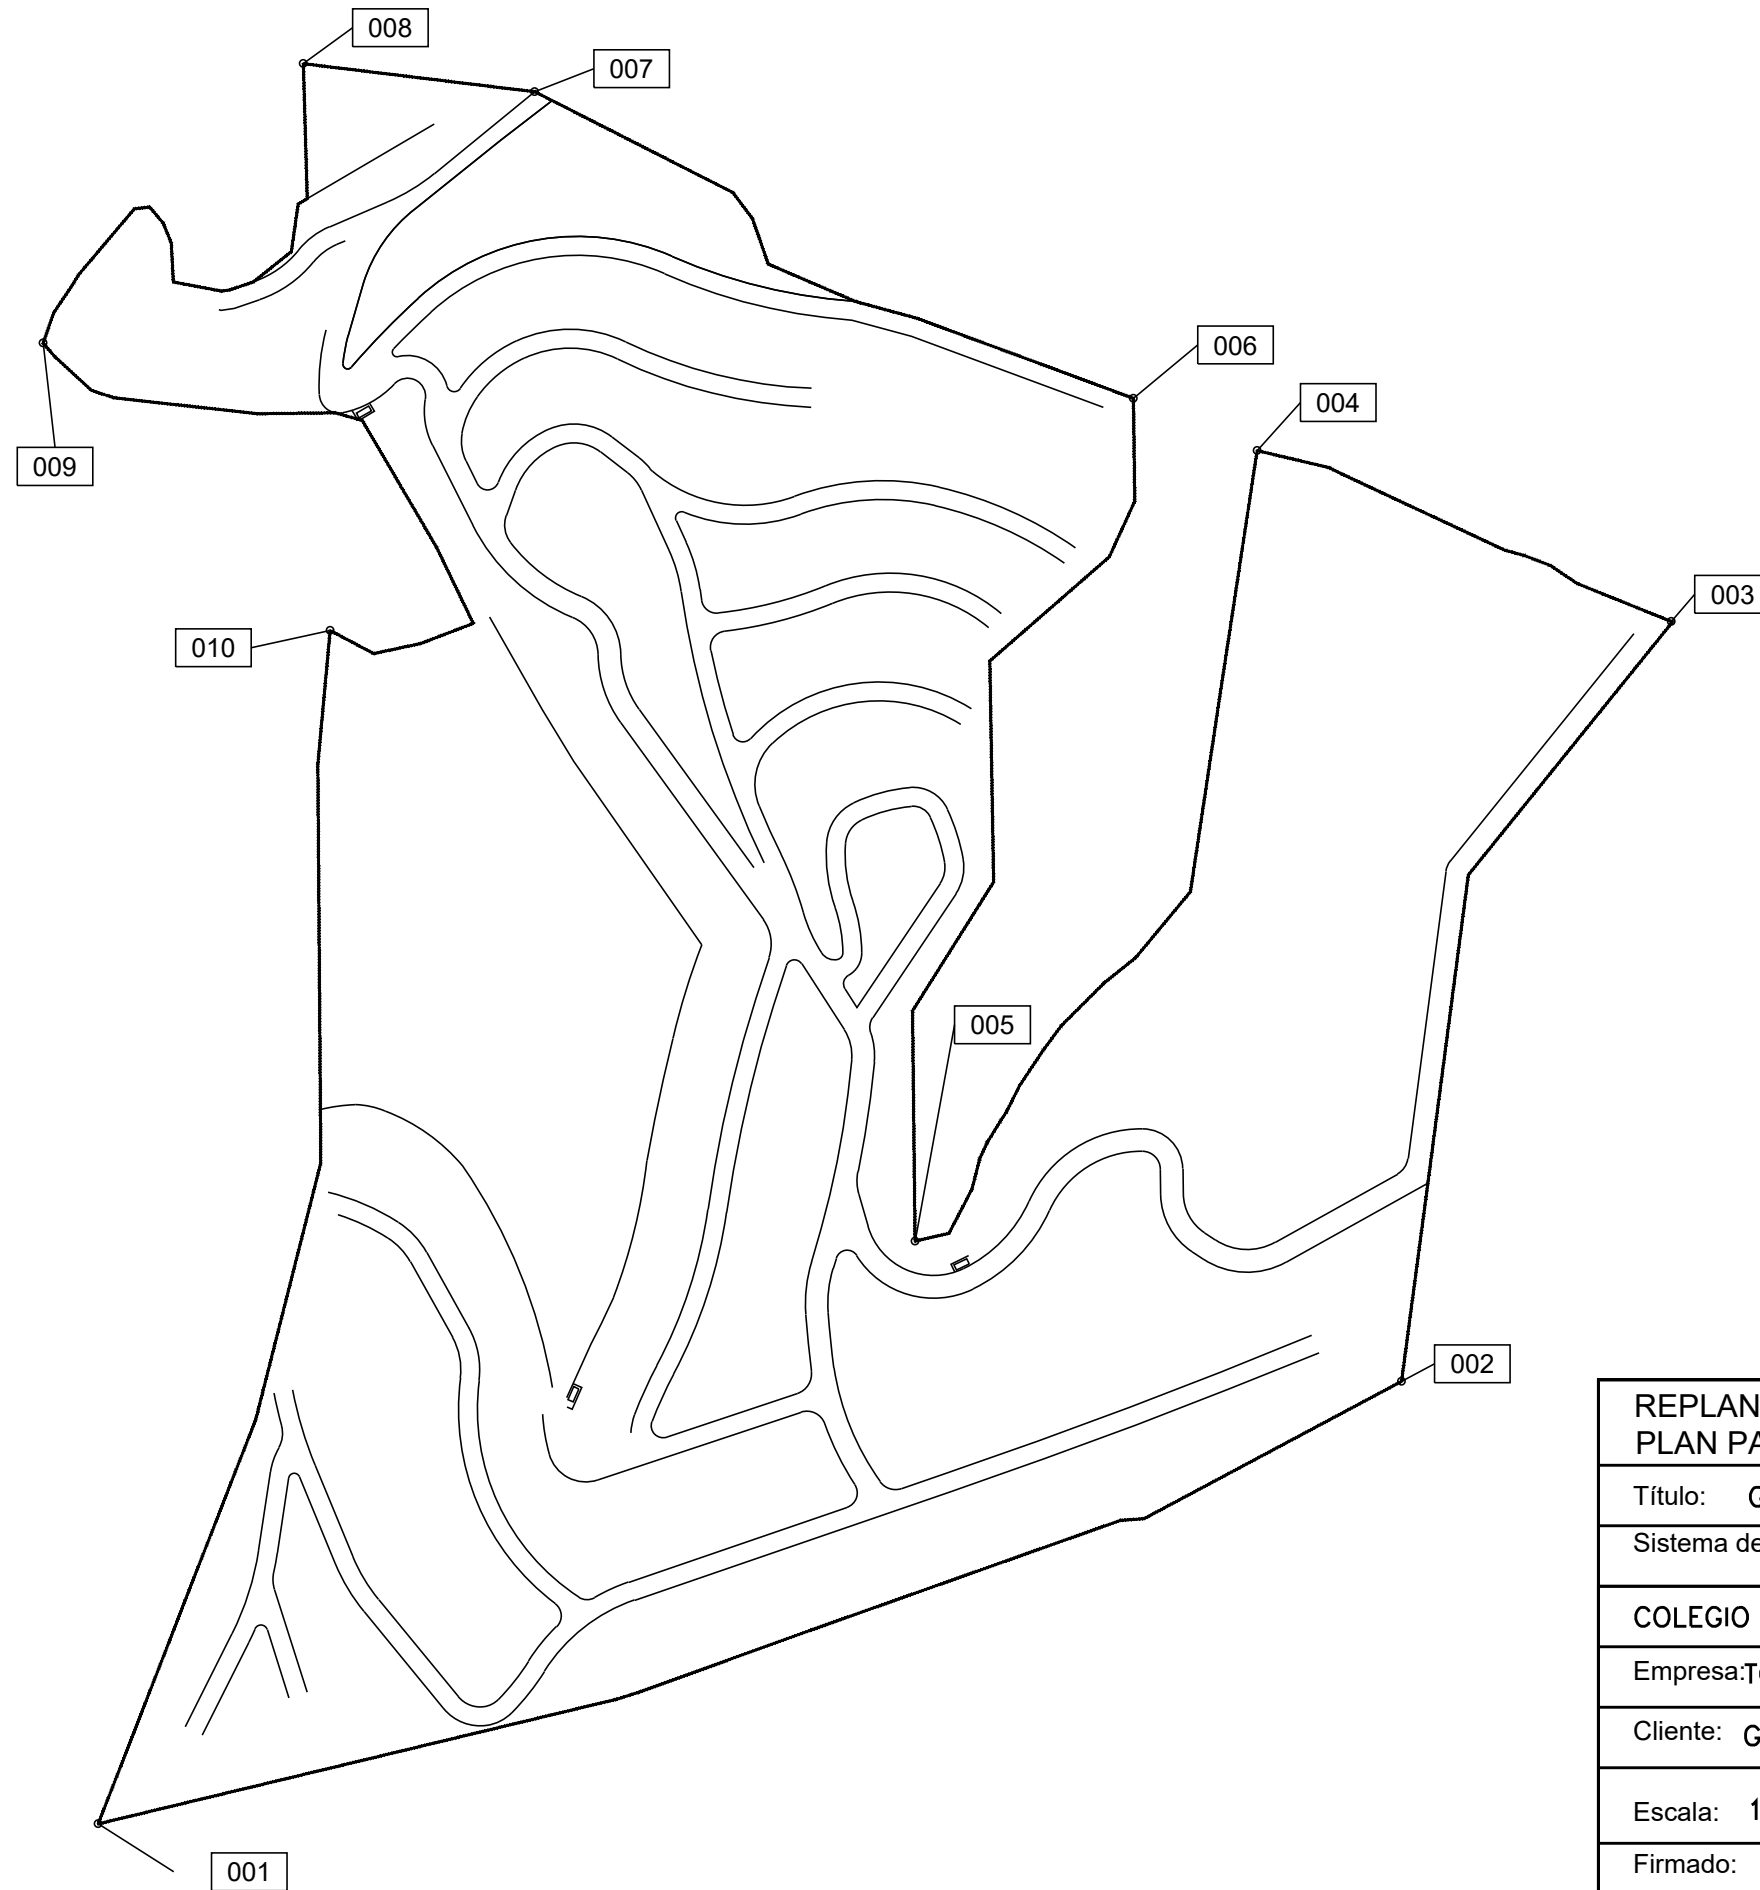 008
007
006
004
009
003
010
005
002
REPLAN
PLAN PA
Título: G
Sistema de
COLEGIO
Empresa:T
Cliente: G
Escala: 1
Firmado:
001